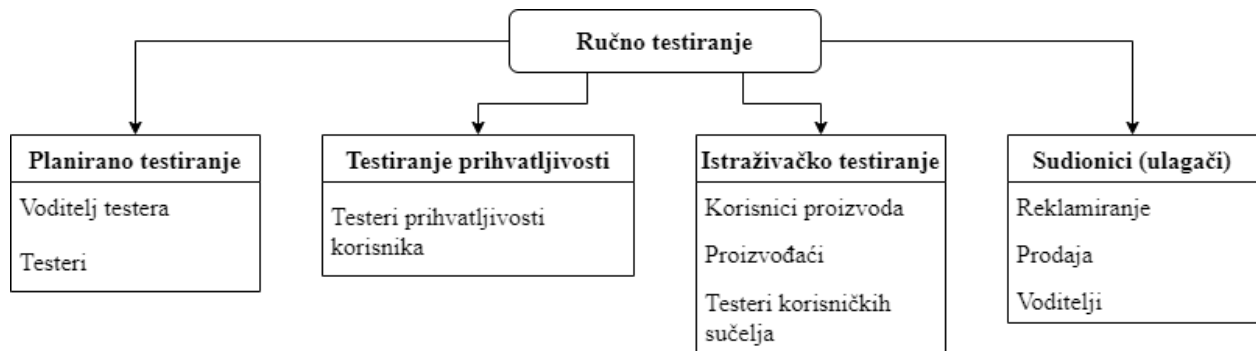 Ručno testiranje
Planirano testiranje
Voditelj testera
Testeri
Testiranje prihvatljivosti
Testeri prihvatljivosti
korisnika
Istraživačko testiranje
Korisnici proizvoda
Proizvođaći
Testeri korisničkih
sučelja
Sudionici (ulagači)
Reklamiranje
Prodaja
Voditelji